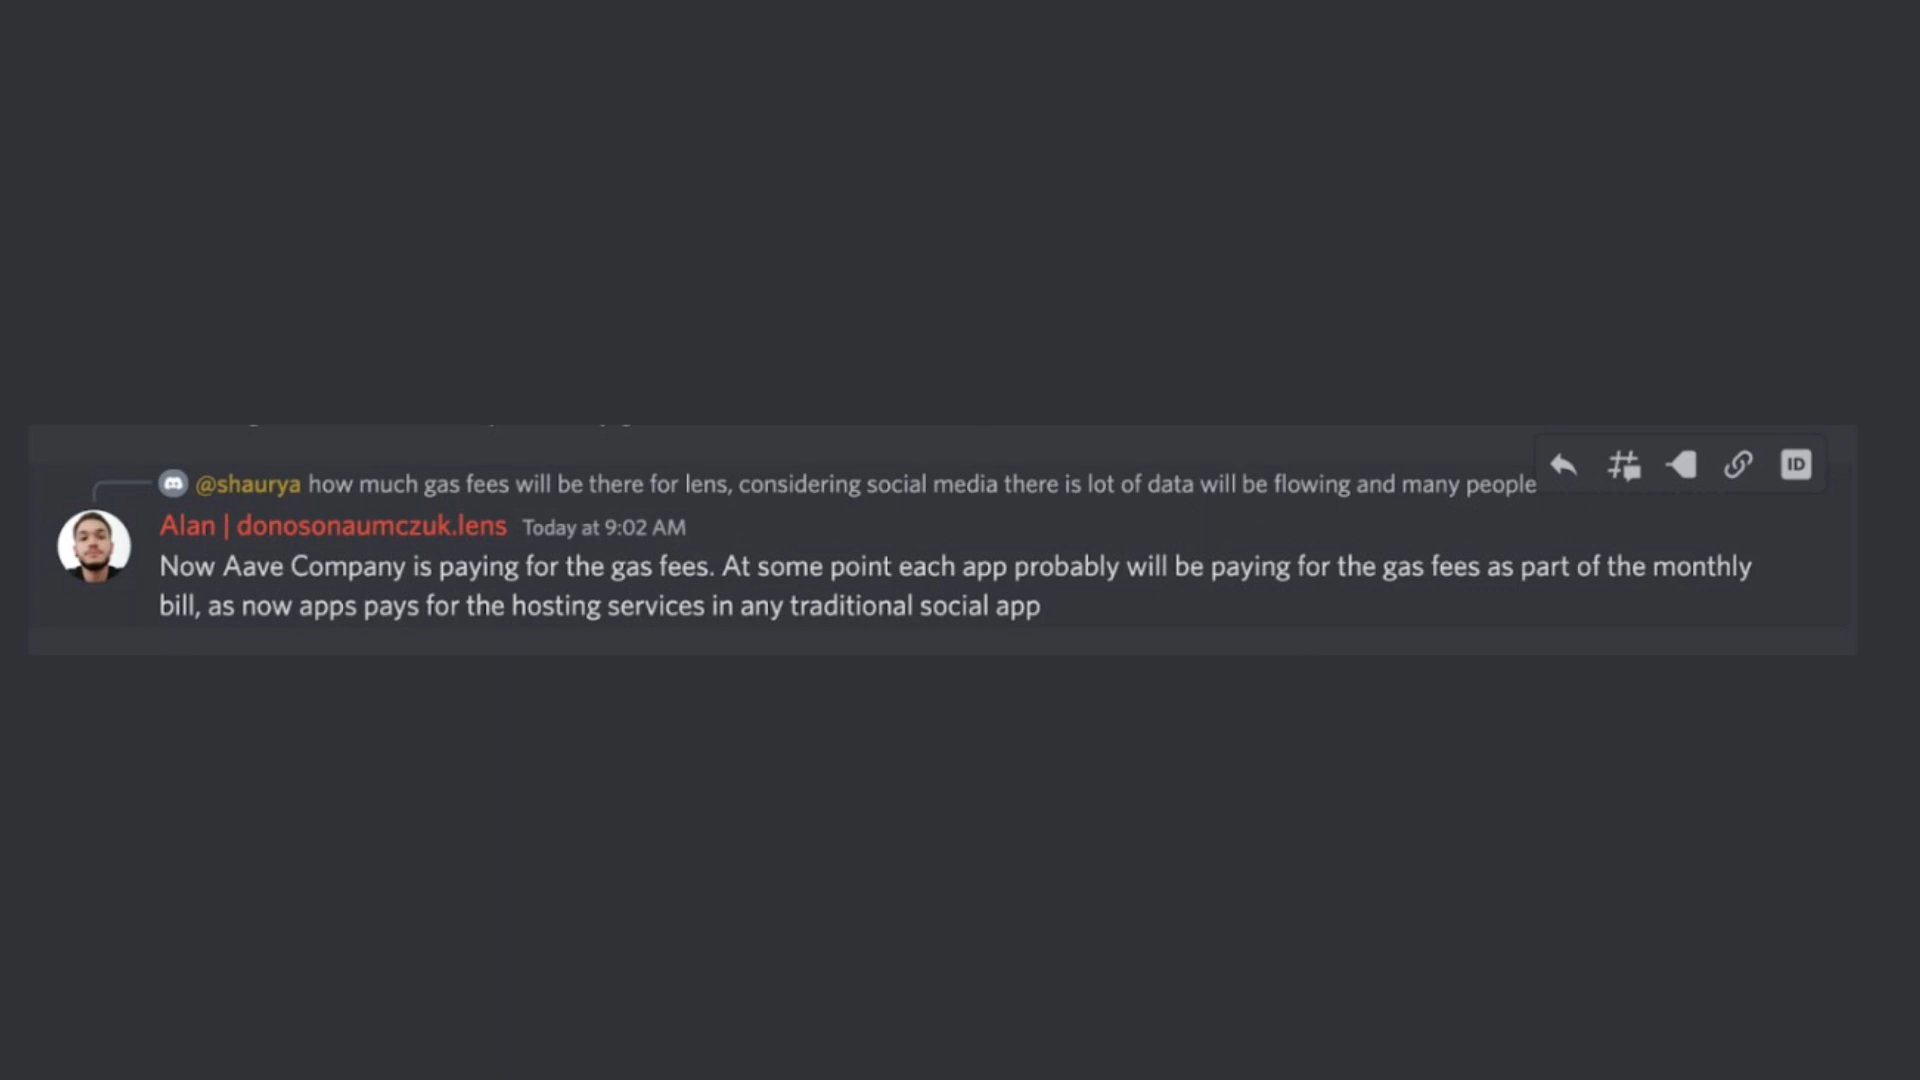 @shaurya how much gas fees will be there for lens, considering social media there is lot of data will be flowing and many people
ID
Alan | donosonaumczuk.lens Today at 9:02 AM
Now Aave Company is paying for the gas fees. At some point each app probably will be paying for the gas fees as part of the monthly
bill, as now apps pays for the hosting services in any traditional social app